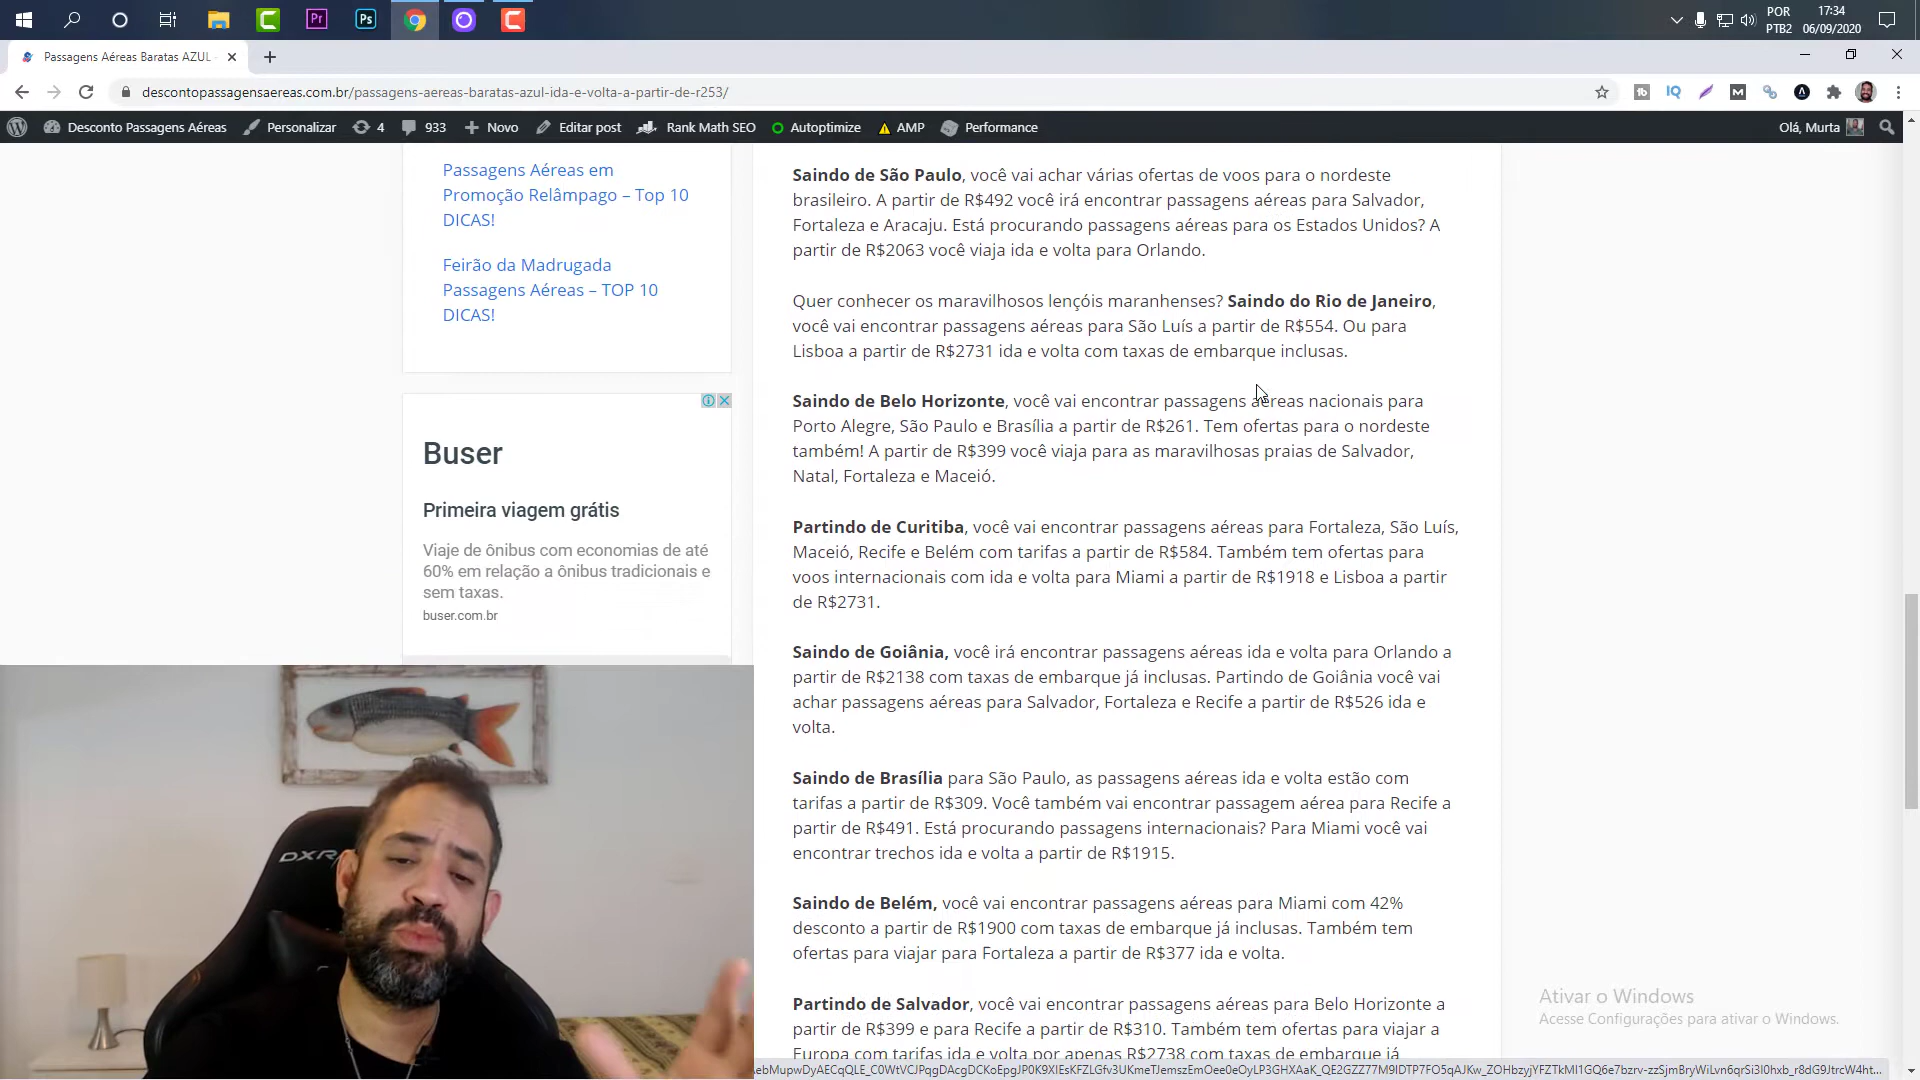 POR
PTB2
17:34
06/09/2020
Pr
Ps
Passagens Aéreas Baratas AZUL
descontopassagensaereas.com.br/passagens-aereas-baratas-azul-ida-e-volta-a-partir-de-r253/
Desconto Passagens Aéreas
Personalizar
4
933
Novo
Editar post
Rank Math SEO
Autoptimize
AMP
Performance
Olá, Murta
Passagens Aéreas em
Promoção Relâmpago – Top 10
DICAS!
Feirão da Madrugada
Passagens Aéreas – TOP 10
DICAS!
Buser
Primeira viagem grátis
Viaje de ônibus com economias de até
60% em relação a ônibus tradicionais e
sem taxas.
buser.com.br
Saindo de São Paulo, você vai achar várias ofertas de voos para o nordeste
brasileiro. A partir de R$492 você irá encontrar passagens aéreas para Salvador,
Fortaleza e Aracaju. Está procurando passagens aéreas para os Estados Unidos? A
partir de R$2063 você viaja ida e volta para Orlando.
Quer conhecer os maravilhosos lençóis maranhenses? Saindo do Rio de Janeiro,
você vai encontrar passagens aéreas para São Luís a partir de R$554. Ou para
Lisboa a partir de R$2731 ida e volta com taxas de embarque inclusas.
Saindo de Belo Horizonte, você vai encontrar passagens aéreas nacionais para
Porto Alegre, São Paulo e Brasília a partir de R$261. Tem ofertas para o nordeste
também! A partir de R$399 você viaja para as maravilhosas praias de Salvador,
Natal, Fortaleza e Maceió.
Partindo de Curitiba, você vai encontrar passagens aéreas para Fortaleza, São Luís,
Maceió, Recife e Belém com tarifas a partir de R$584. Também tem ofertas para
voos internacionais com ida e volta para Miami a partir de R$1918 e Lisboa a partir
de R$2731.
Saindo de Goiânia, você irá encontrar passagens aéreas ida e volta para Orlando a
partir de R$2138 com taxas de embarque já inclusas. Partindo de Goiânia você vai
achar passagens aéreas para Salvador, Fortaleza e Recife a partir de R$526 ida e
volta.
Saindo de Brasília para São Paulo, as passagens aéreas ida e volta estão com
tarifas a partir de R$309. Você também vai encontrar passagem aérea para Recife a
partir de R$491. Está procurando passagens internacionais? Para Miami você vai
encontrar trechos ida e volta a partir de R$1915.
Saindo de Belém, você vai encontrar passagens aéreas para Miami com 42%
desconto a partir de R$1900 com taxas de embarque já inclusas. Também tem
ofertas para viajar para Fortaleza a partir de R$377 ida e volta.
Partindo de Salvador, você vai encontrar passagens aéreas para Belo Horizonte a
partir de R$399 e para Recife a partir de R$310. Também tem ofertas para viajar a
Europa com tarifas ida e volta por apenas R$2738 com taxas de embarque já
DXR
Ativar o Windows
Acesse Configurações para ativar o Windows.